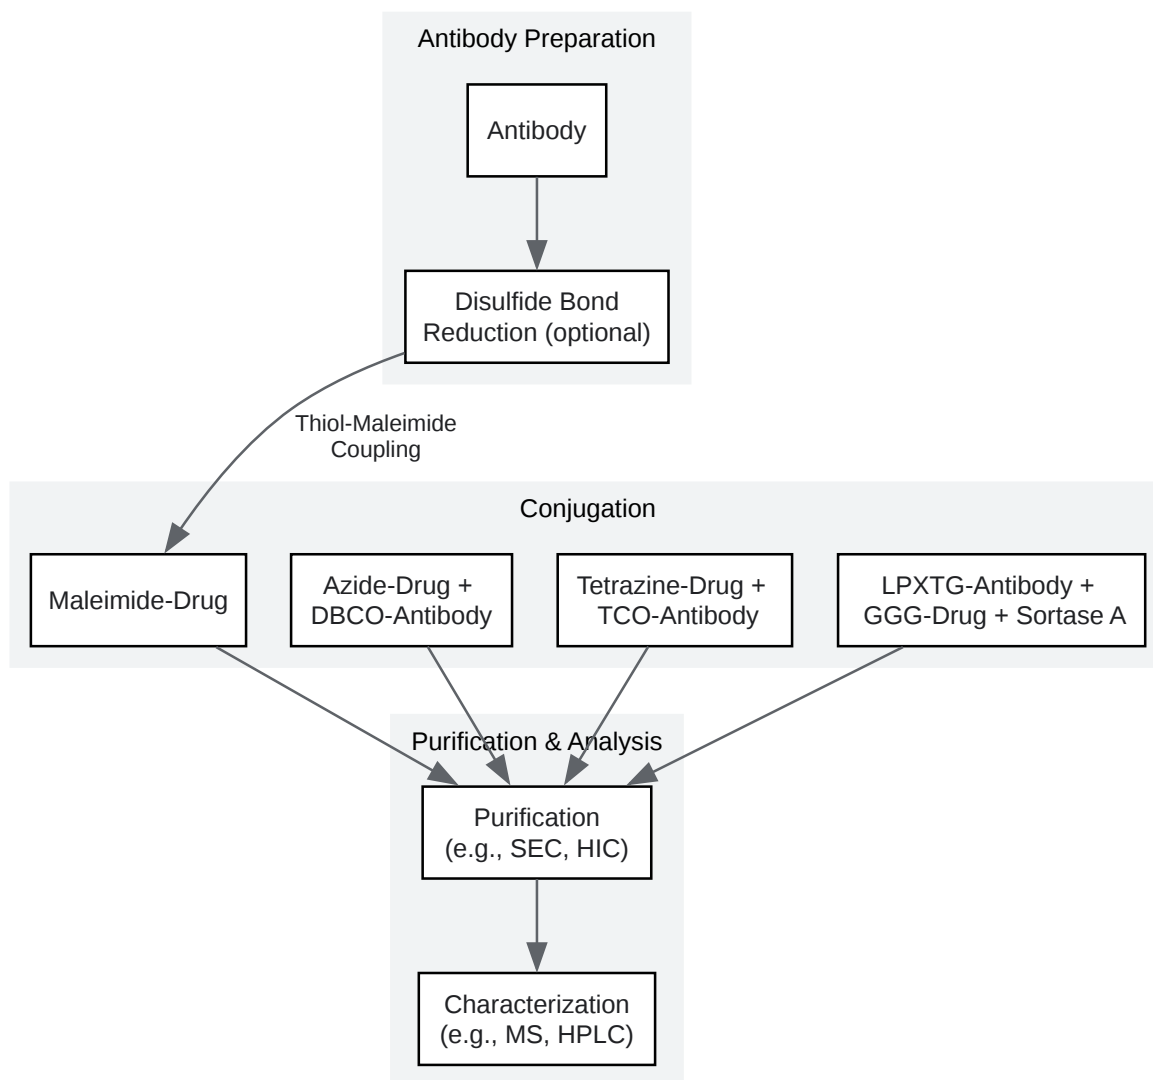 Antibody Preparation
Antibody
Disulfide Bond
Reduction (optional)
Thiol-Maleimide
Coupling
Conjugation
Maleimide-Drug
Azide-Drug +
DBCO-Antibody
Tetrazine-Drug +
TCO-Antibody
LPXTG-Antibody +
GGG-Drug + Sortase A
Purification & Analysis
Purification
(e.g., SEC, HIC)
Characterization
(e.g., MS, HPLC)